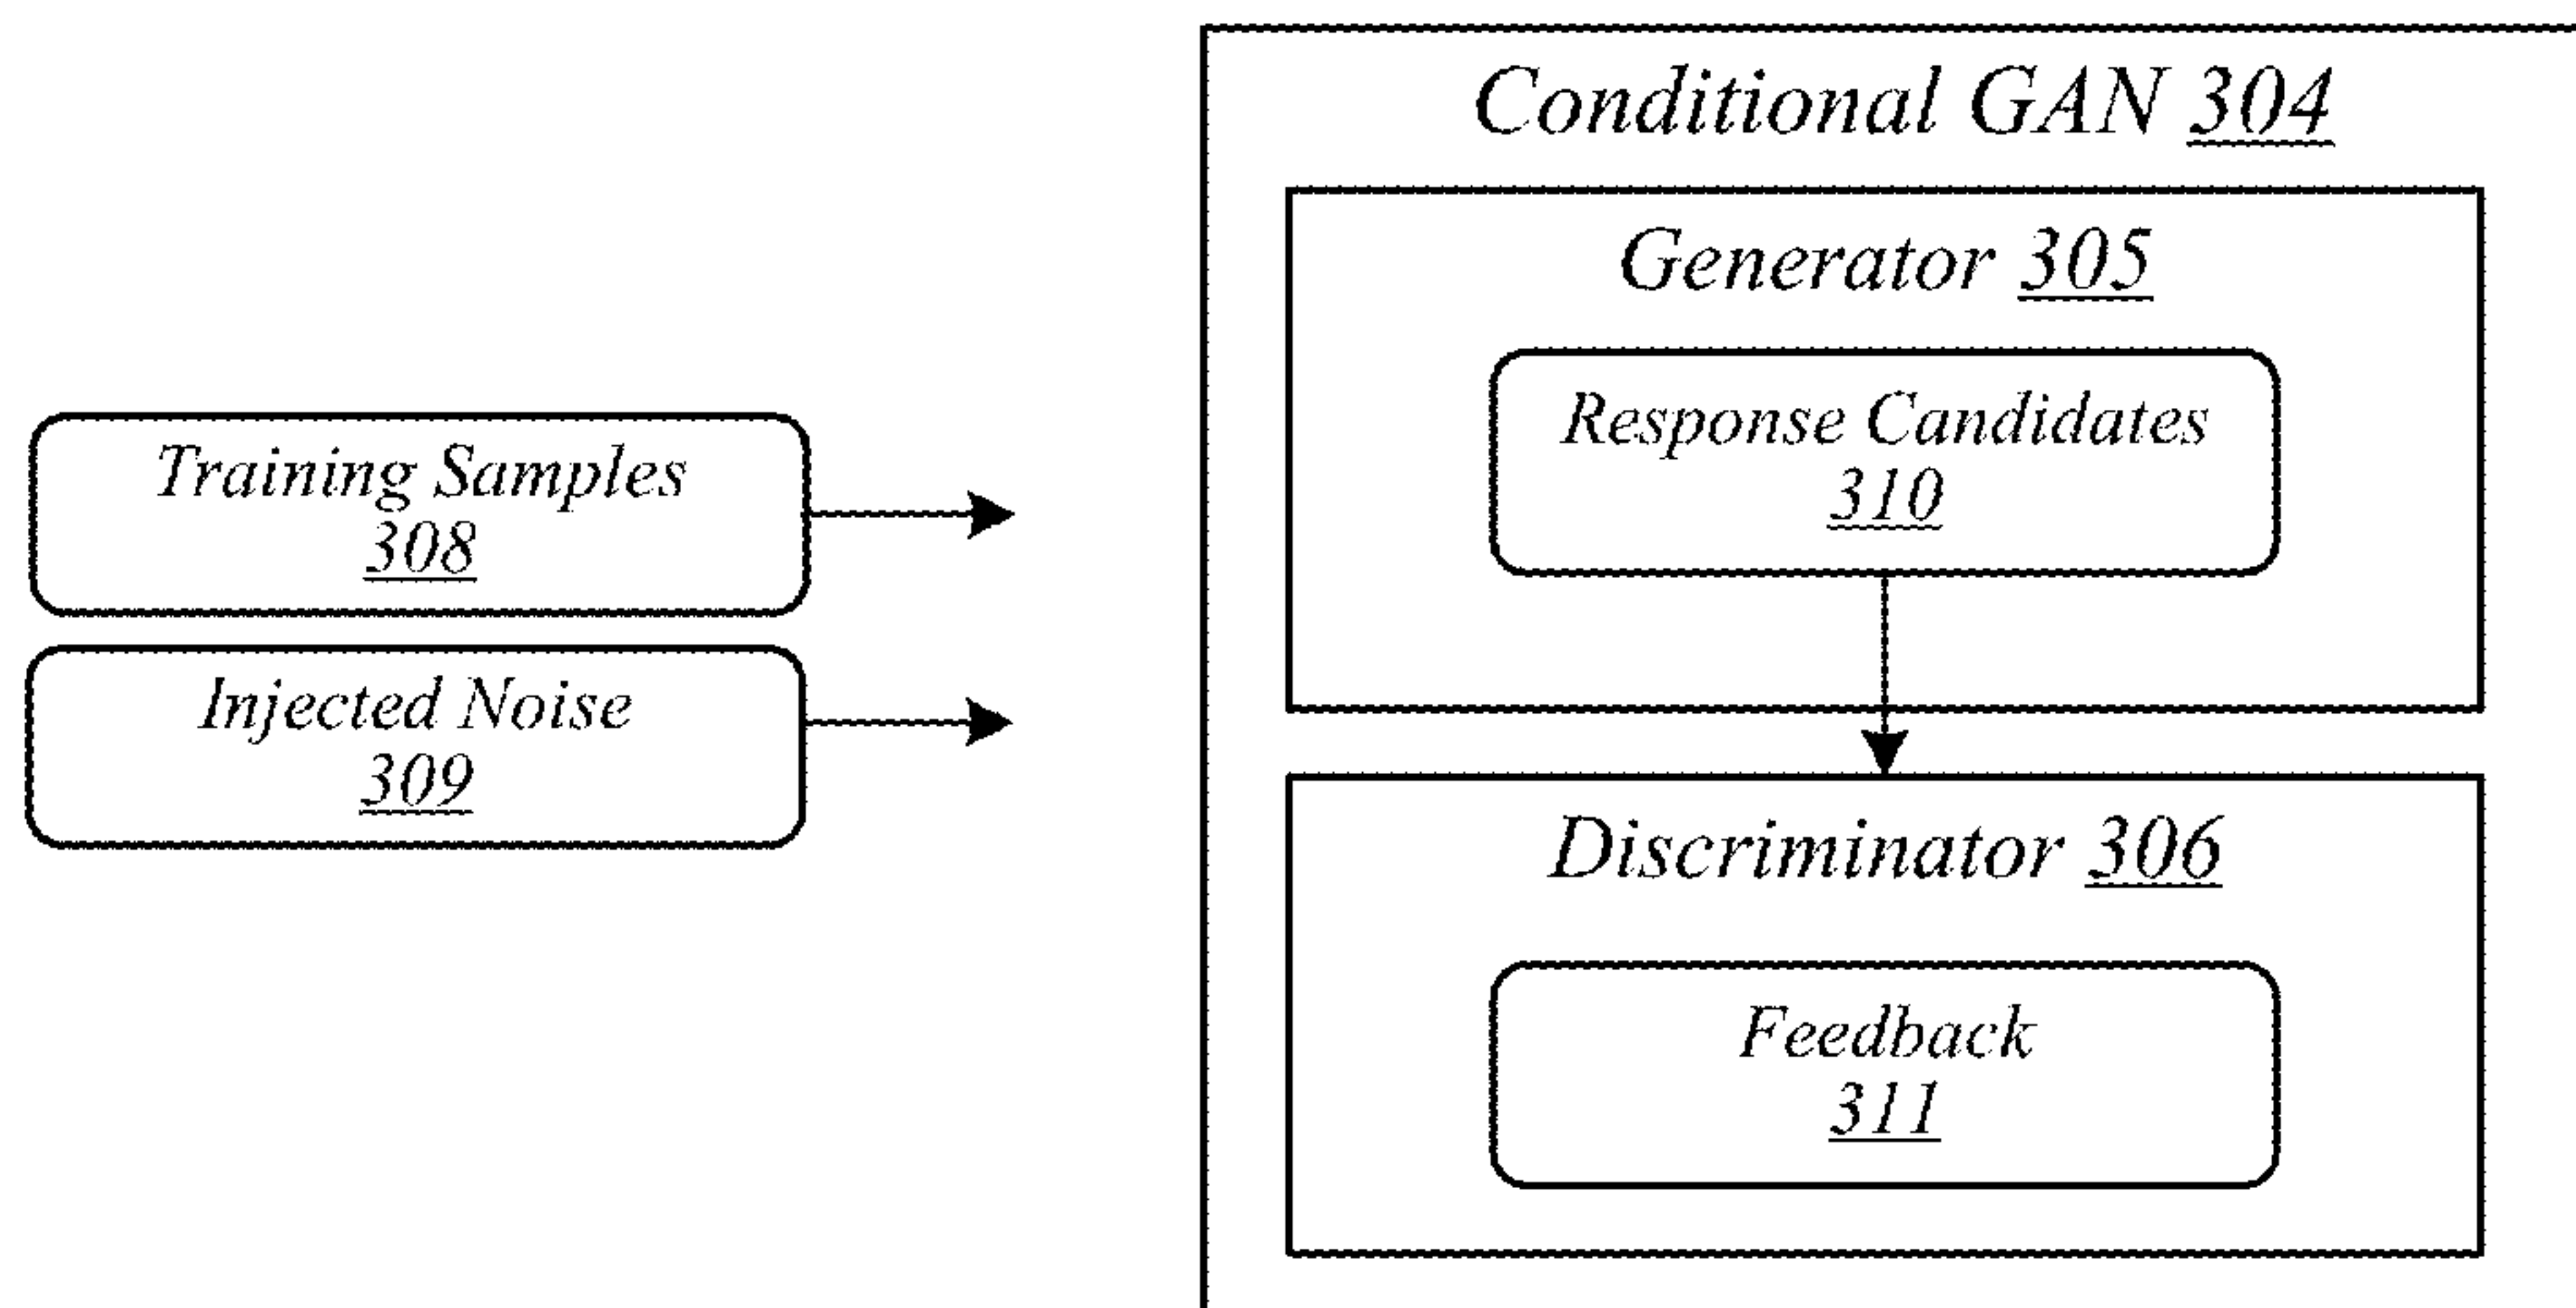 Conditional GAN 304
Generator 305
Response Candidates
310
Training Samples
308
Injected Noise
309
Discriminator 306
Feedback
311